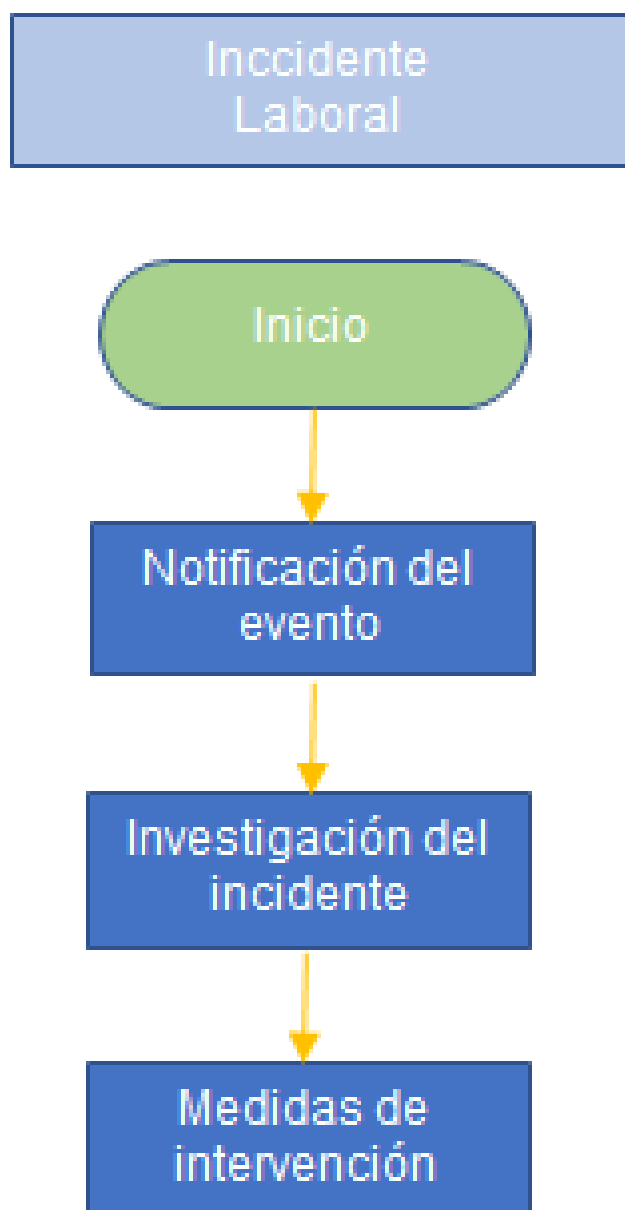 Inccidente
Laboral
Inicio
Notificación del
evento
Investigación del
incidente
Medidas de
intervención